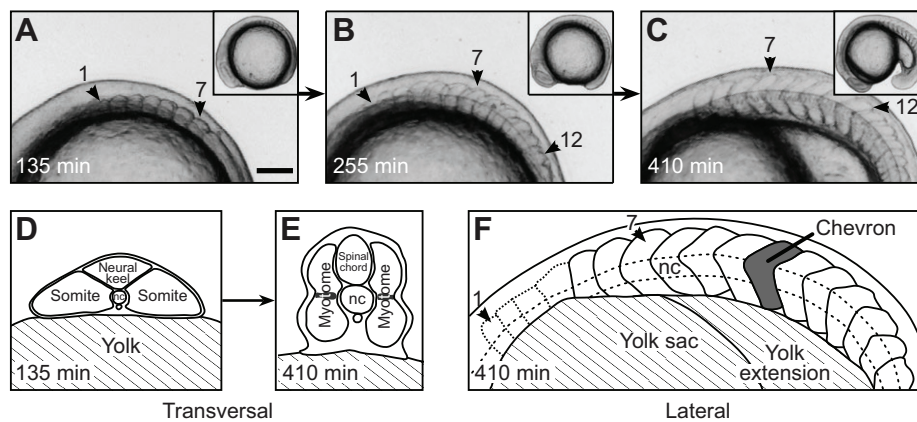 A
1
7
135 min
B
1
7
12
255 min
C
7
12
410 min
D
Neural
keel
Somite
nc
Somite
Yolk
135 min
E
Spinal
chord
Myotome
nc
Myotome
410 min
Transversal
F
7
Chevron
nc
1
Yolk sac
Yolk
extension
410 min
Lateral